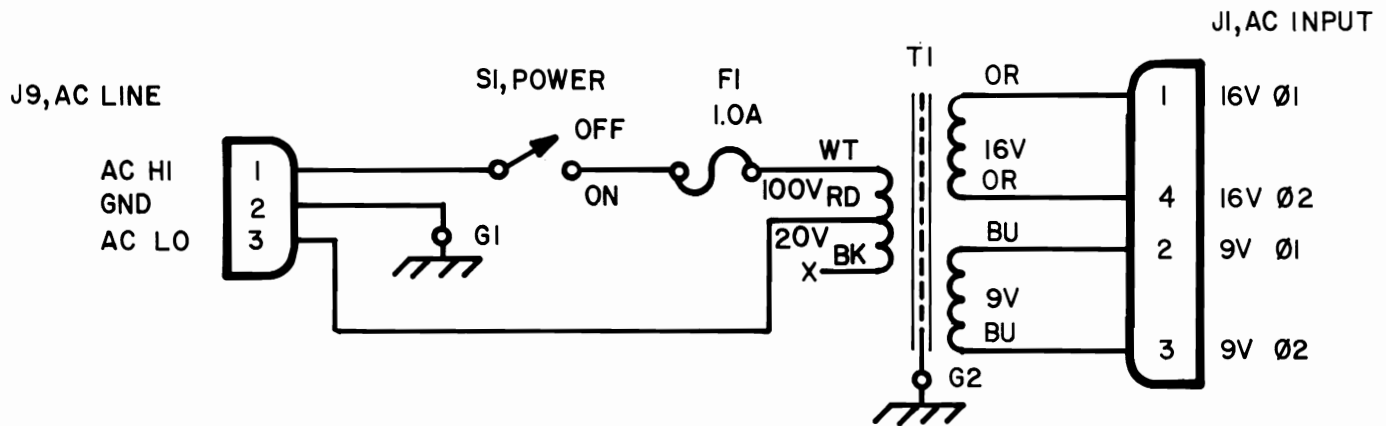 J1, AC INPUT
T1
S1, POWER
F1
1.0A
J9, AC LINE
OFF
ON
AC HI
GND
AC LO
1
2
3
G1
WT
100V
RD
20V
BK
X
OR
16V
OR
BU
9V
BU
G2
1
4
2
3
16V Ø1
16V Ø2
9V Ø1
9V Ø2